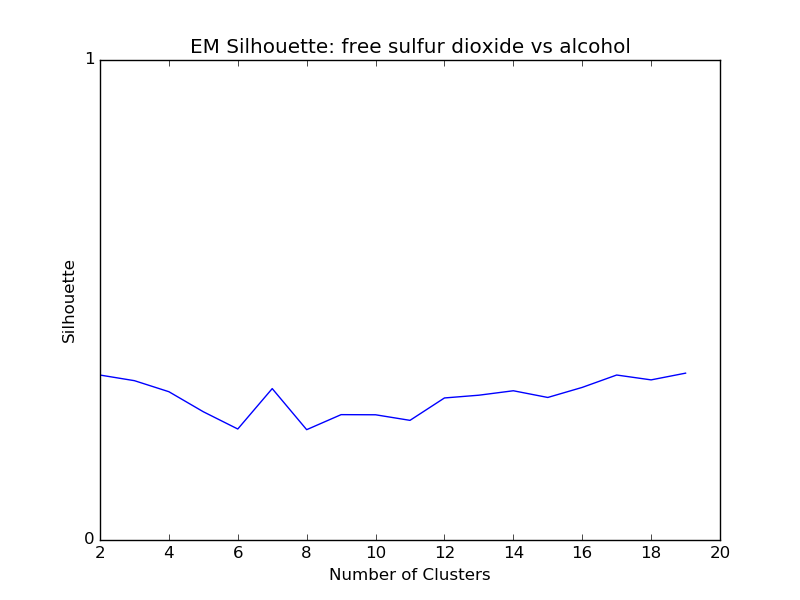 EM Silhouette: free sulfur dioxide vs alcohol
1
Silhouette
0
2 4 6 8 10 12 14 16 18 20
Number of Clusters